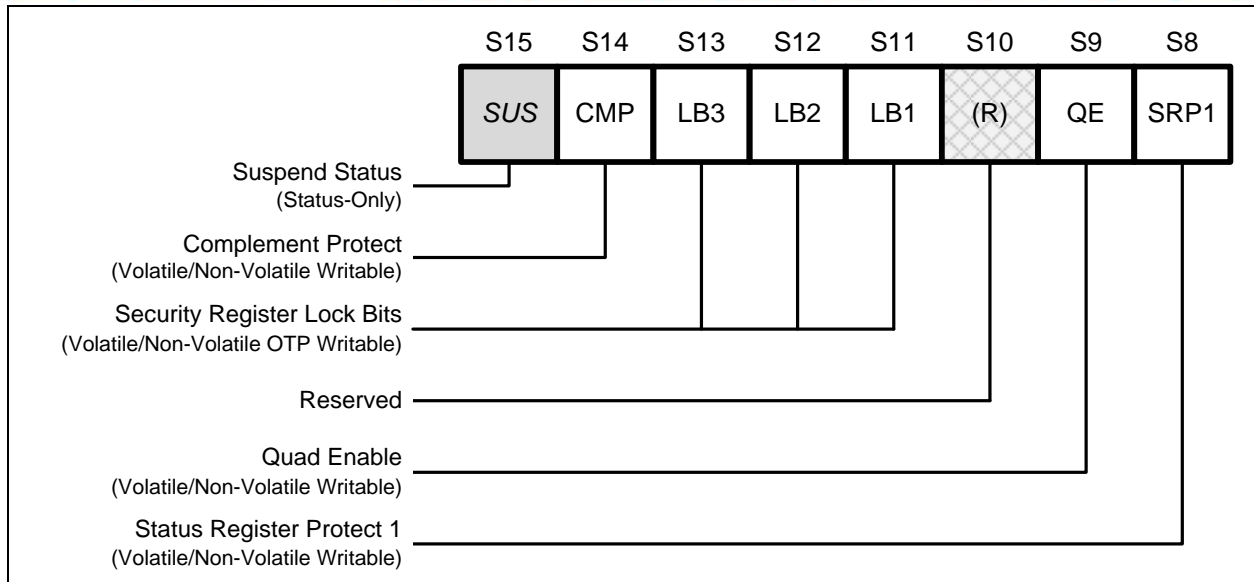 S15 S14 S13 S12 S11 S10 S9 S8
SUS CMP LB3 LB2 LB1 (R) QE SRP1
Suspend Status
(Status-Only)
Complement Protect
(Volatile/Non-Volatile Writable)
Security Register Lock Bits
(Volatile/Non-Volatile OTP Writable)
Reserved
Quad Enable
(Volatile/Non-Volatile Writable)
Status Register Protect 1
(Volatile/Non-Volatile Writable)